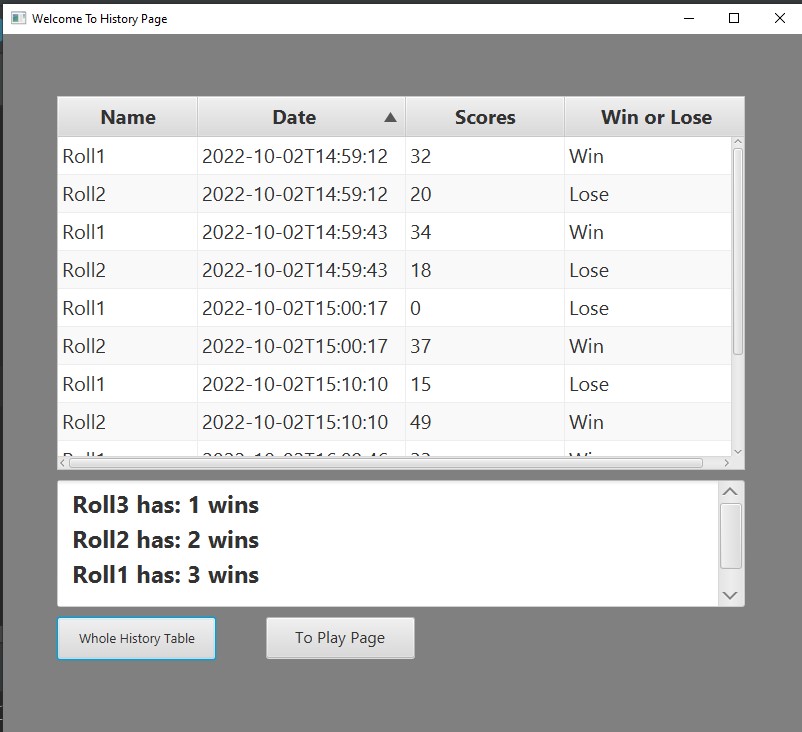 Welcome To History Page
Name Date Scores Win or Lose
Roll1 2022-10-02T14:59:12 32 Win
Roll2 2022-10-02T14:59:12 20 Lose
Roll1 2022-10-02T14:59:43 34 Win
Roll2 2022-10-02T14:59:43 18 Lose
Roll1 2022-10-02T15:00:17 0 Lose
Roll2 2022-10-02T15:00:17 37 Win
Roll1 2022-10-02T15:10:10 15 Lose
Roll2 2022-10-02T15:10:10 49 Win
Roll3 has: 1 wins
Roll2 has: 2 wins
Roll1 has: 3 wins
Whole History Table To Play Page